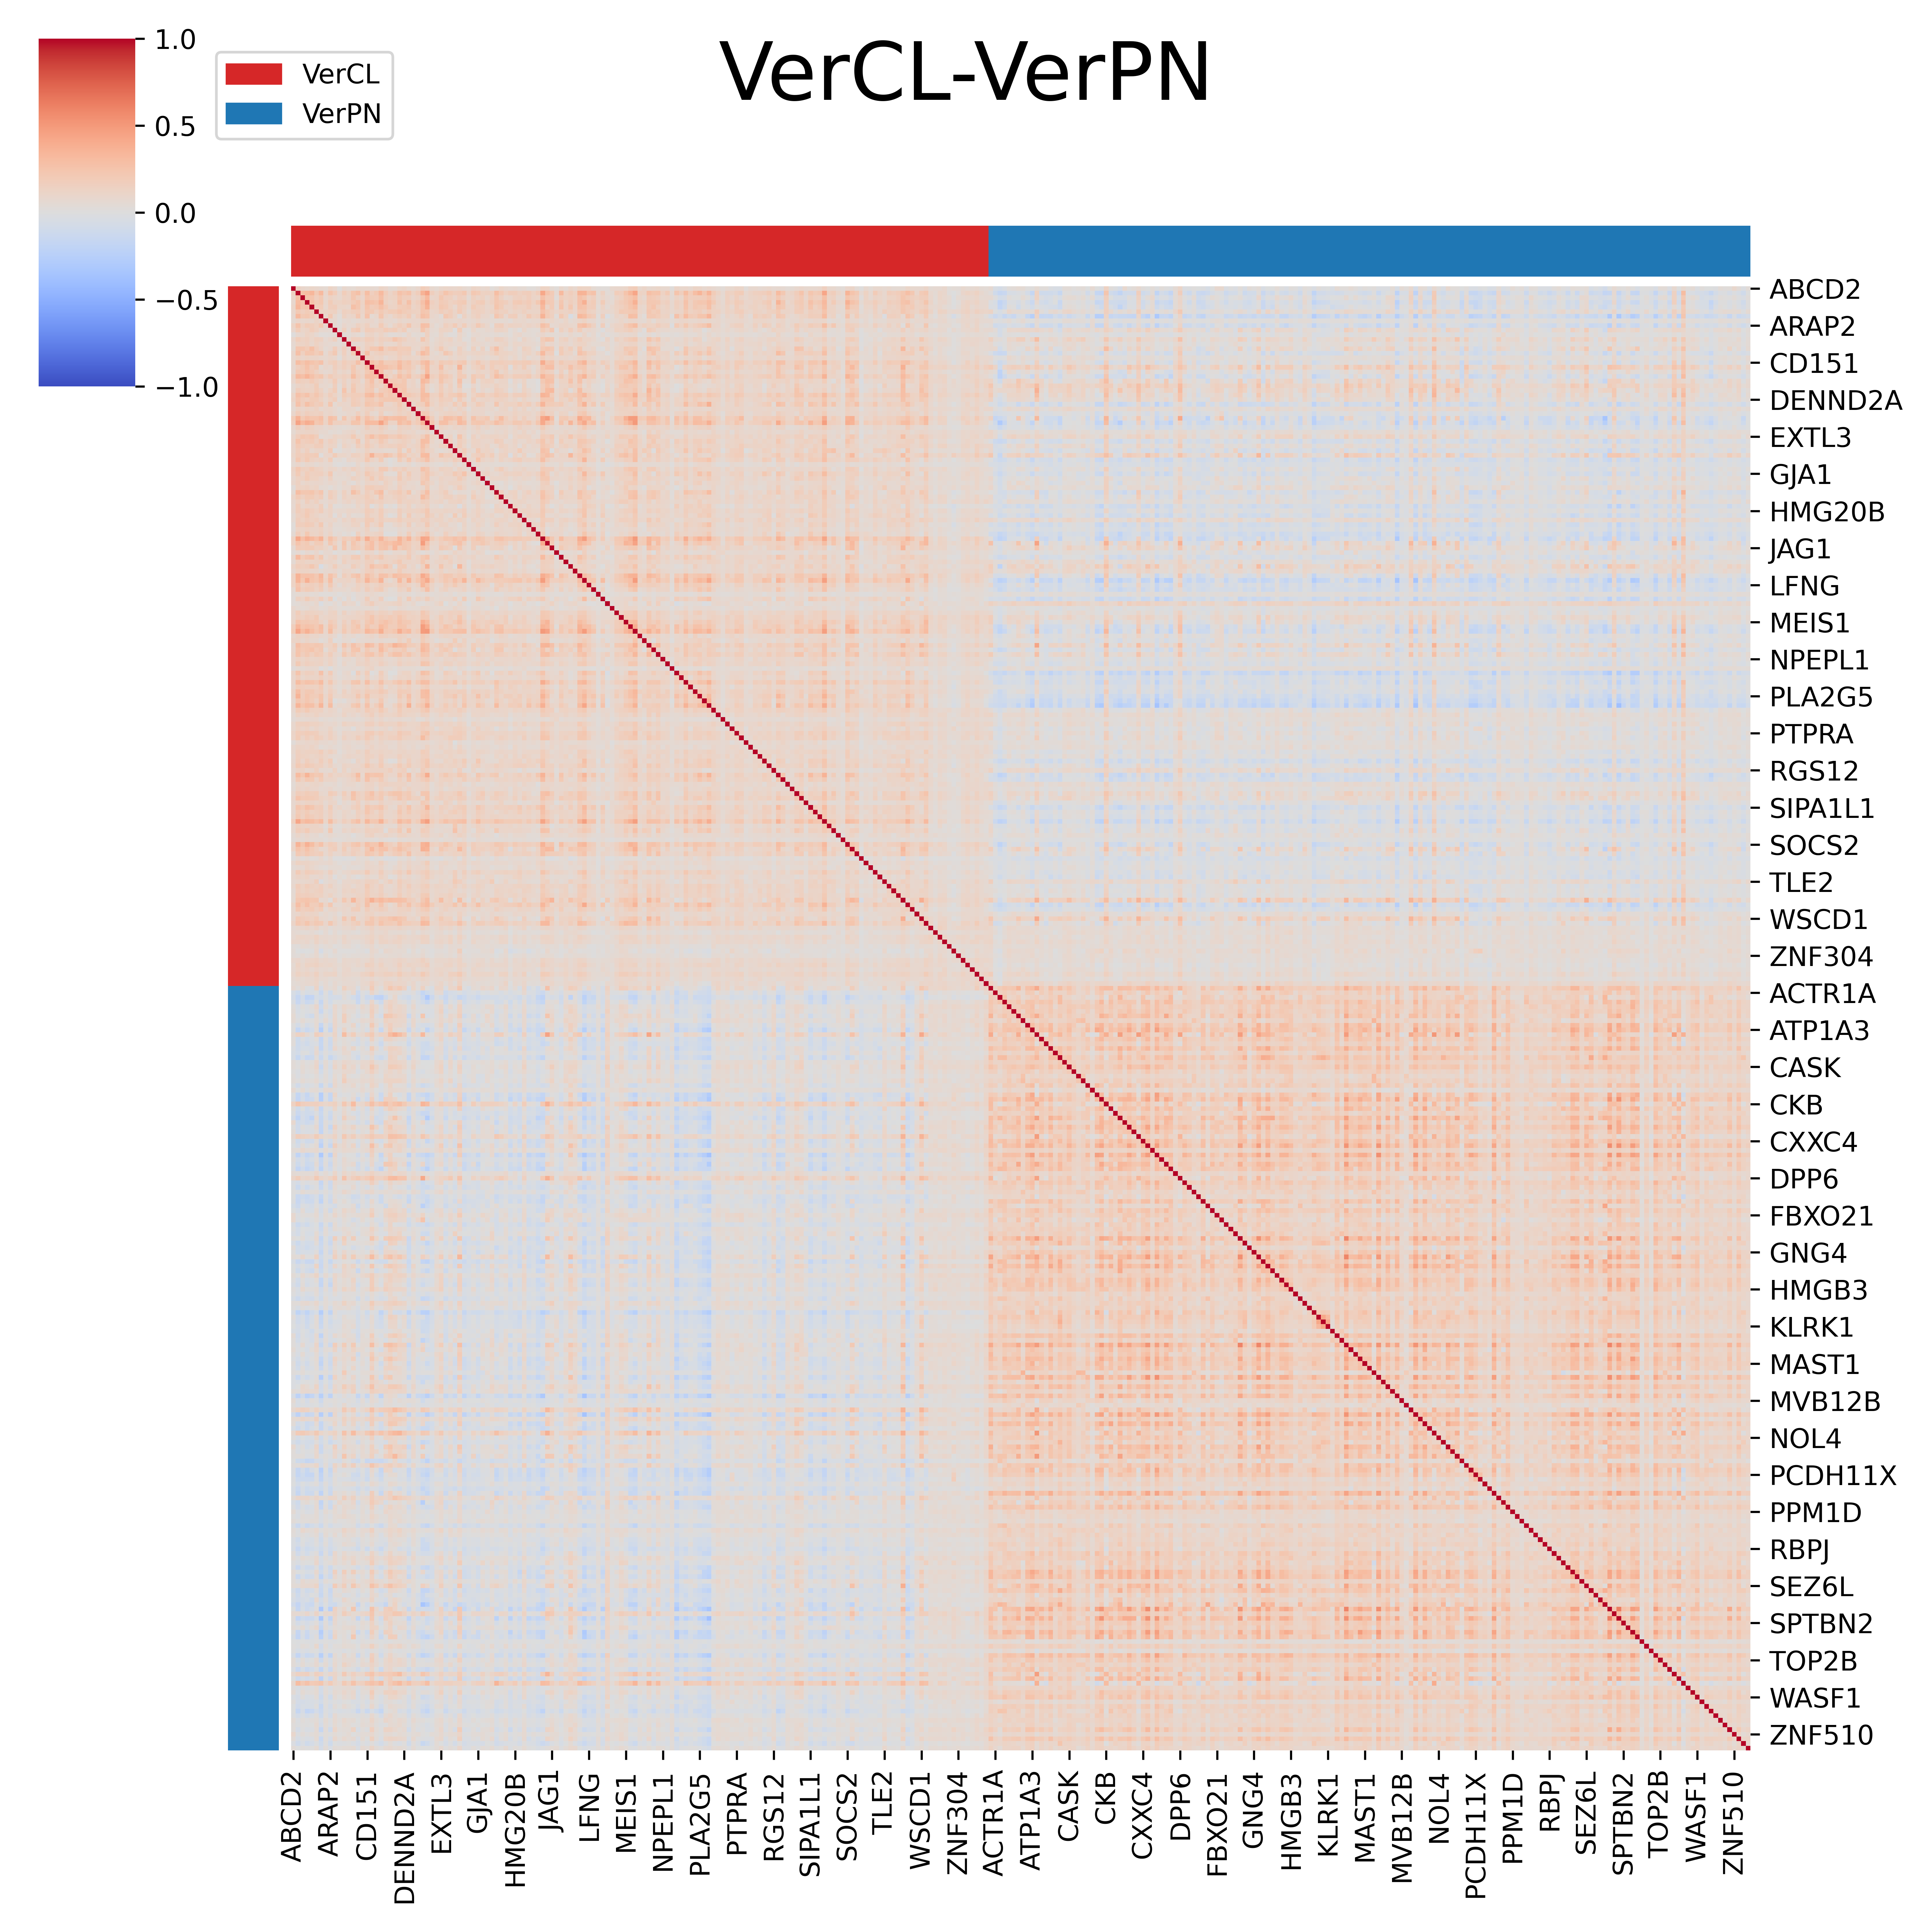 VerCL-VerPN
1.0
0.5
0.0
−0.5
−1.0
VerCL
VerPN
ABCD2
ARAP2
CD151
DENND2A
EXTL3
GJA1
HMG20B
JAG1
LFNG
MEIS1
NPEPL1
PLA2G5
PTPRA
RGS12
SIPA1L1
SOCS2
TLE2
WSCD1
ZNF304
ACTR1A
ATP1A3
CASK
CKB
CXXC4
DPP6
FBXO21
GNG4
HMGB3
KLRK1
MAST1
MVB12B
NOL4
PCDH11X
PPM1D
RBPJ
SEZ6L
SPTBN2
TOP2B
WASF1
ZNF510
ABCD2
ARAP2
CD151
DENND2A
EXTL3
GJA1
HMG20B
JAG1
LFNG
MEIS1
NPEPL1
PLA2G5
PTPRA
RGS12
SIPA1L1
SOCS2
TLE2
WSCD1
ZNF304
ACTR1A
ATP1A3
CASK
CKB
CXXC4
DPP6
FBXO21
GNG4
HMGB3
KLRK1
MAST1
MVB12B
NOL4
PCDH11X
PPM1D
RBPJ
SEZ6L
SPTBN2
TOP2B
WASF1
ZNF510